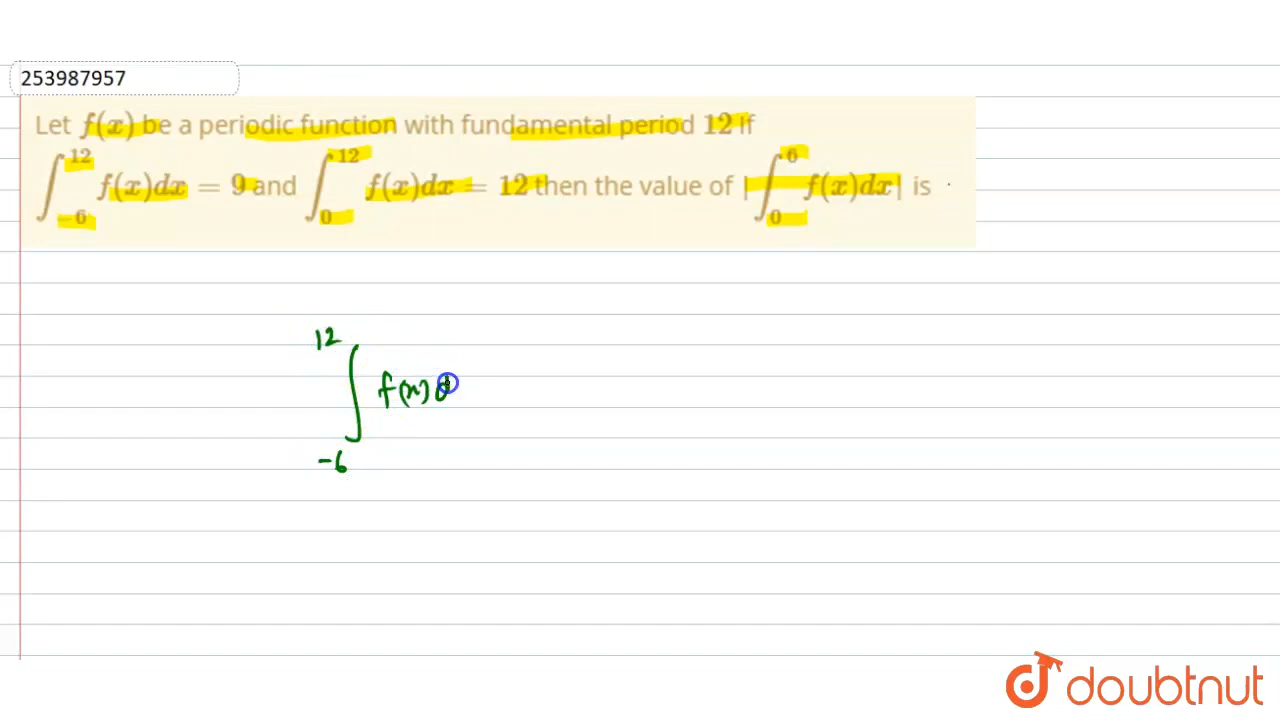 253987957
Let f(x) be a periodic function with fundamental period 12 If
∫_{-6}^{12} f(x)dx = 9 and ∫_{0}^{12} f(x)dx = 12 then the value of |∫_{0}^{6} f(x)dx| is
∫_{-6}^{12} f(x) d
doubtnut